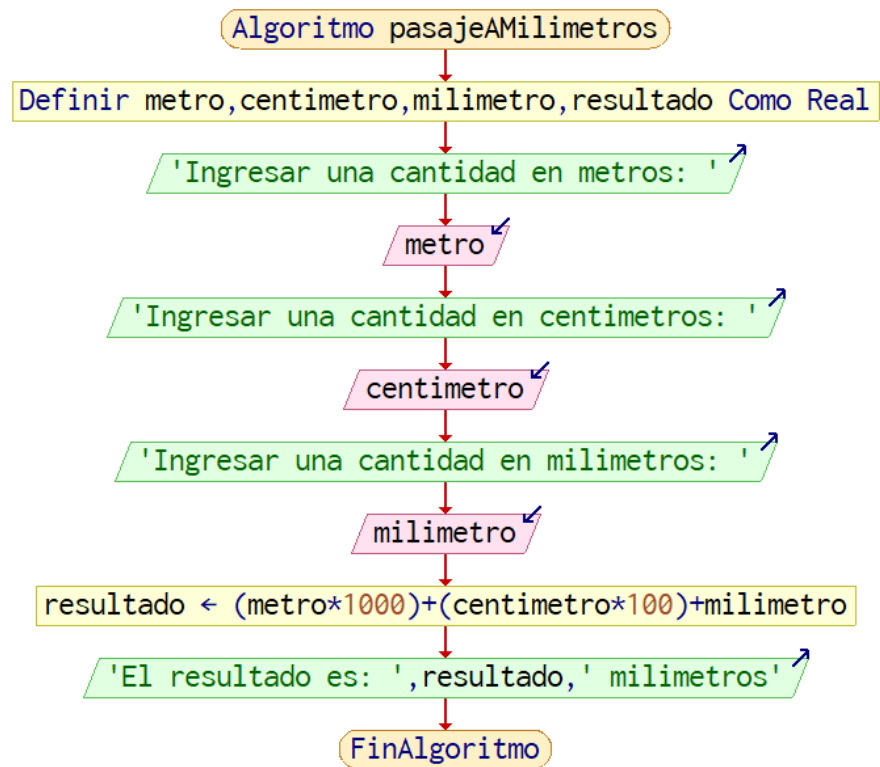 Algoritmo pasajeAMilimetros
Definir metro,centimetro,milimetro,resultado Como Real
'Ingresar una cantidad en metros: '
metro
'Ingresar una cantidad en centimetros: '
centimetro
'Ingresar una cantidad en milimetros: '
milimetro
resultado ← (metro*1000)+(centimetro*100)+milimetro
'El resultado es: ',resultado,' milimetros'
FinAlgoritmo